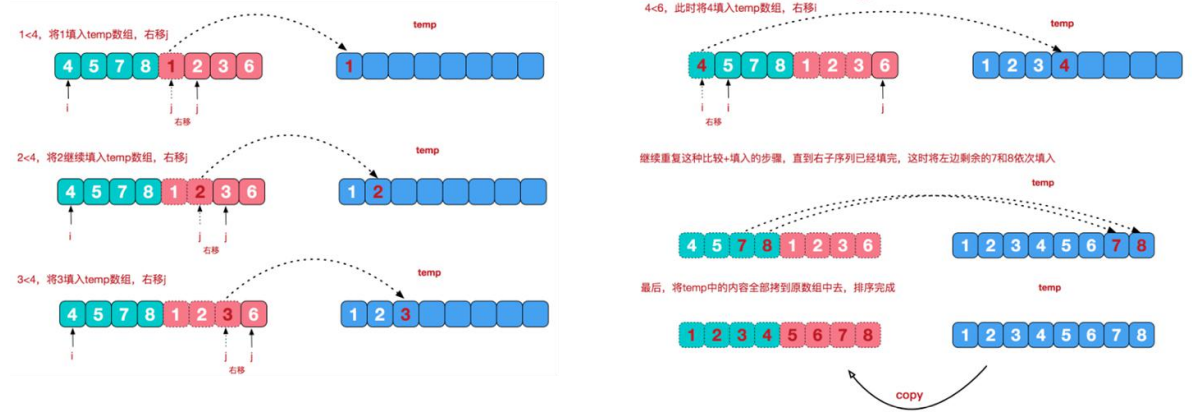 temp
1<4，将1填入temp数组，右移j
4 5 7 8 1 2 3 6
1
i j j
右移
temp
2<4，将2继续填入temp数组，右移j
4 5 7 8 1 2 3 6
1 2
i j j
右移
temp
3<4，将3填入temp数组，右移j
4 5 7 8 1 2 3 6
1 2 3
i j j
右移
4<6，此时将4填入temp数组，右移i
temp
4 5 7 8 1 2 3 6
1 2 3 4
i i j
右移
继续重复这种比较+填入的步骤，直到右子序列已经填完，这时将左边剩余的7和8依次填入
temp
4 5 7 8 1 2 3 6
1 2 3 4 5 6 7 8
最后，将temp中的内容全部拷到原数组中去，排序完成
temp
1 2 3 4 5 6 7 8
1 2 3 4 5 6 7 8
copy